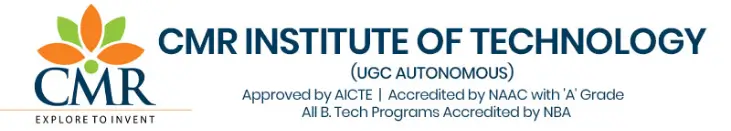 CMR
EXPLORE TO INVENT
CMR INSTITUTE OF TECHNOLOGY
(UGC AUTONOMOUS)
Approved by AICTE | Accredited by NAAC with 'A' Grade
All B. Tech Programs Accredited by NBA